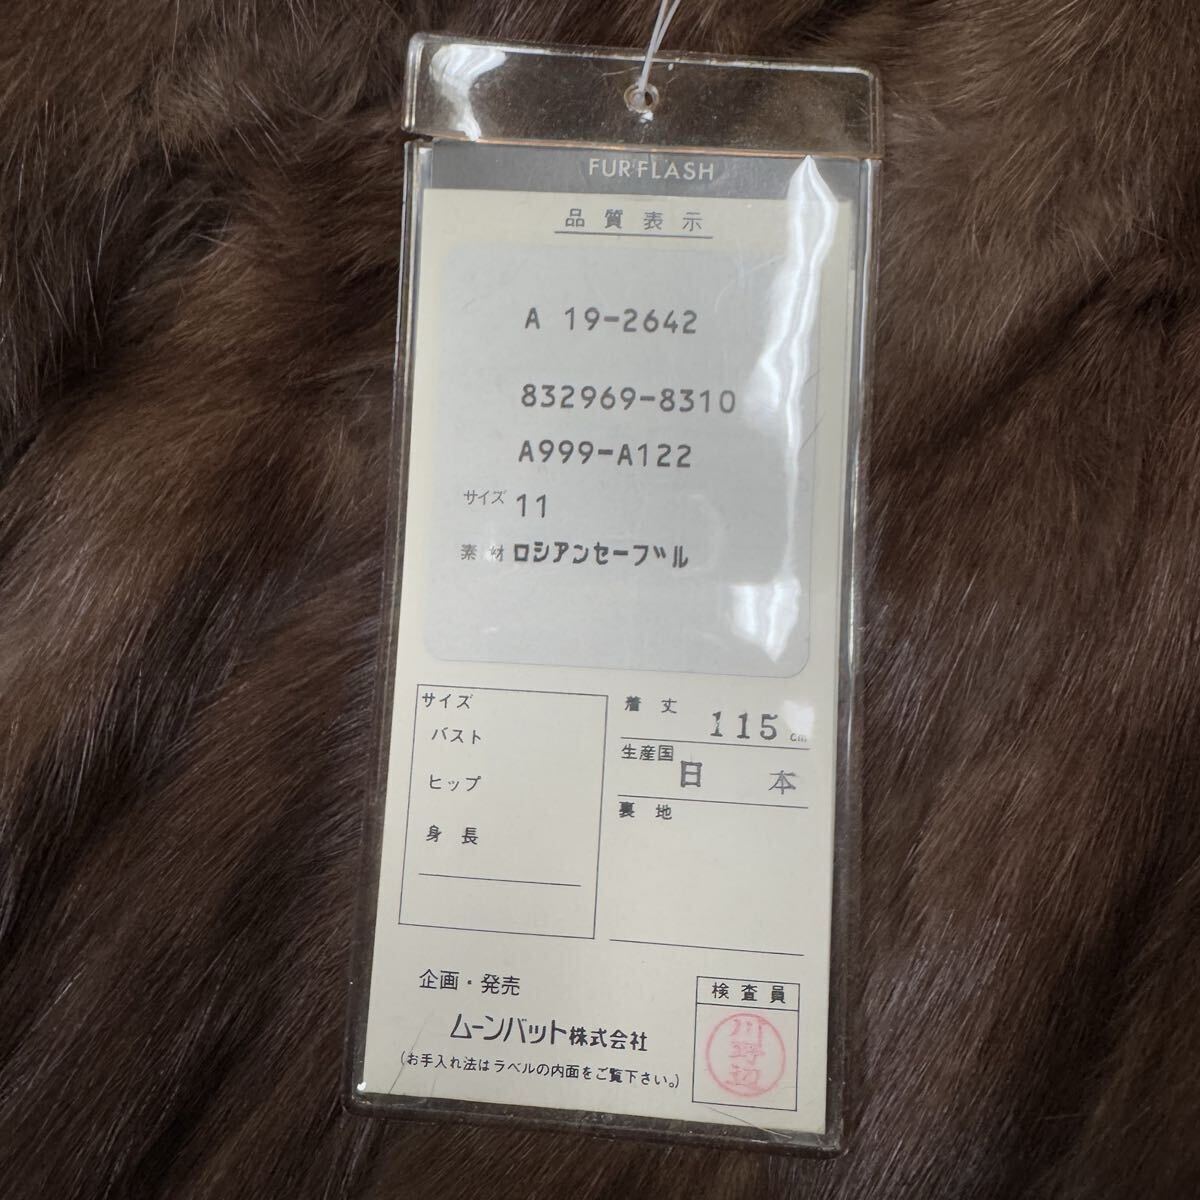 FUR FLASH
品質表示
A 19-2642
832969-8310
A999-A122
サイズ 11
素材 ロシアンセーブル
サイズ
バスト
ヒップ
身長
着丈 115cm
生産国 日本
裏地
企画・発売
ムーンバット株式会社
(お手入れ法はラベルの内面をご覧下さい。)
検査員
川野辺